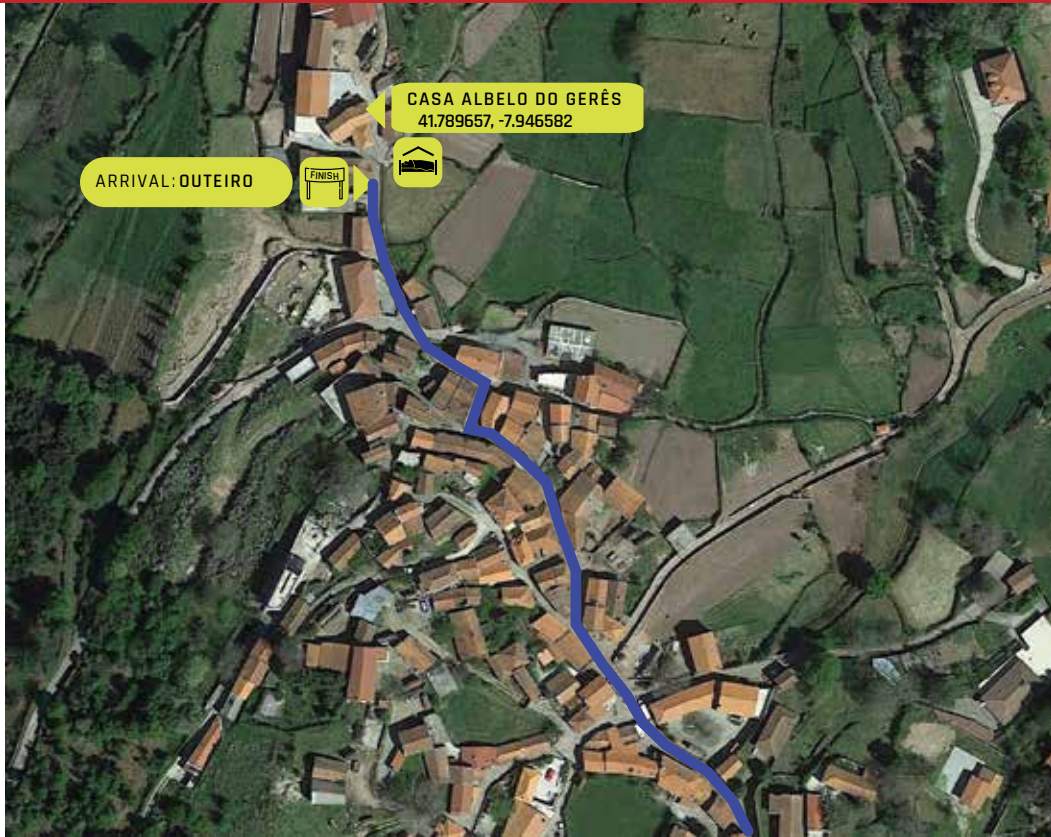 CASA ALBELO DO GERÊS
41.789657, -7.946582
ARRIVAL: OUTEIRO
FINISH